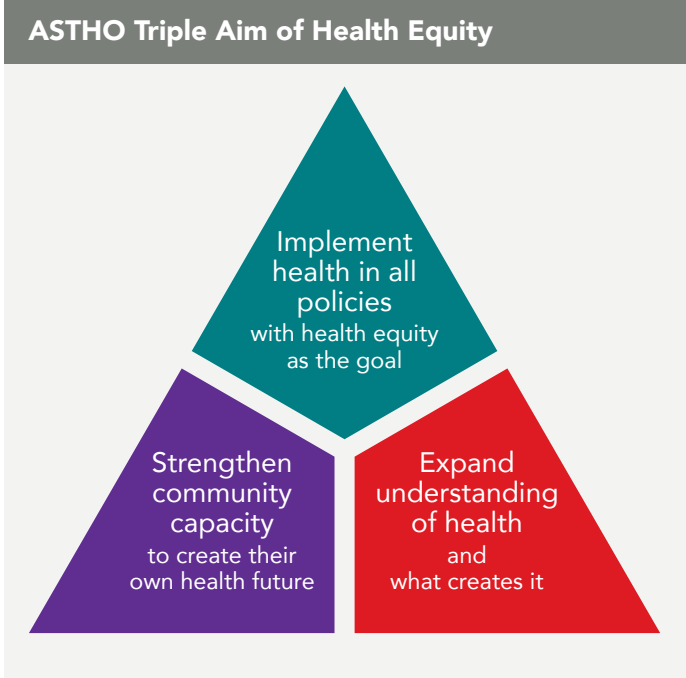 ASTHO Triple Aim of Health Equity
Implement
health in all
policies
with health equity
as the goal
Strengthen
community
capacity
to create their
own health future
Expand
understanding
of health
and
what creates it